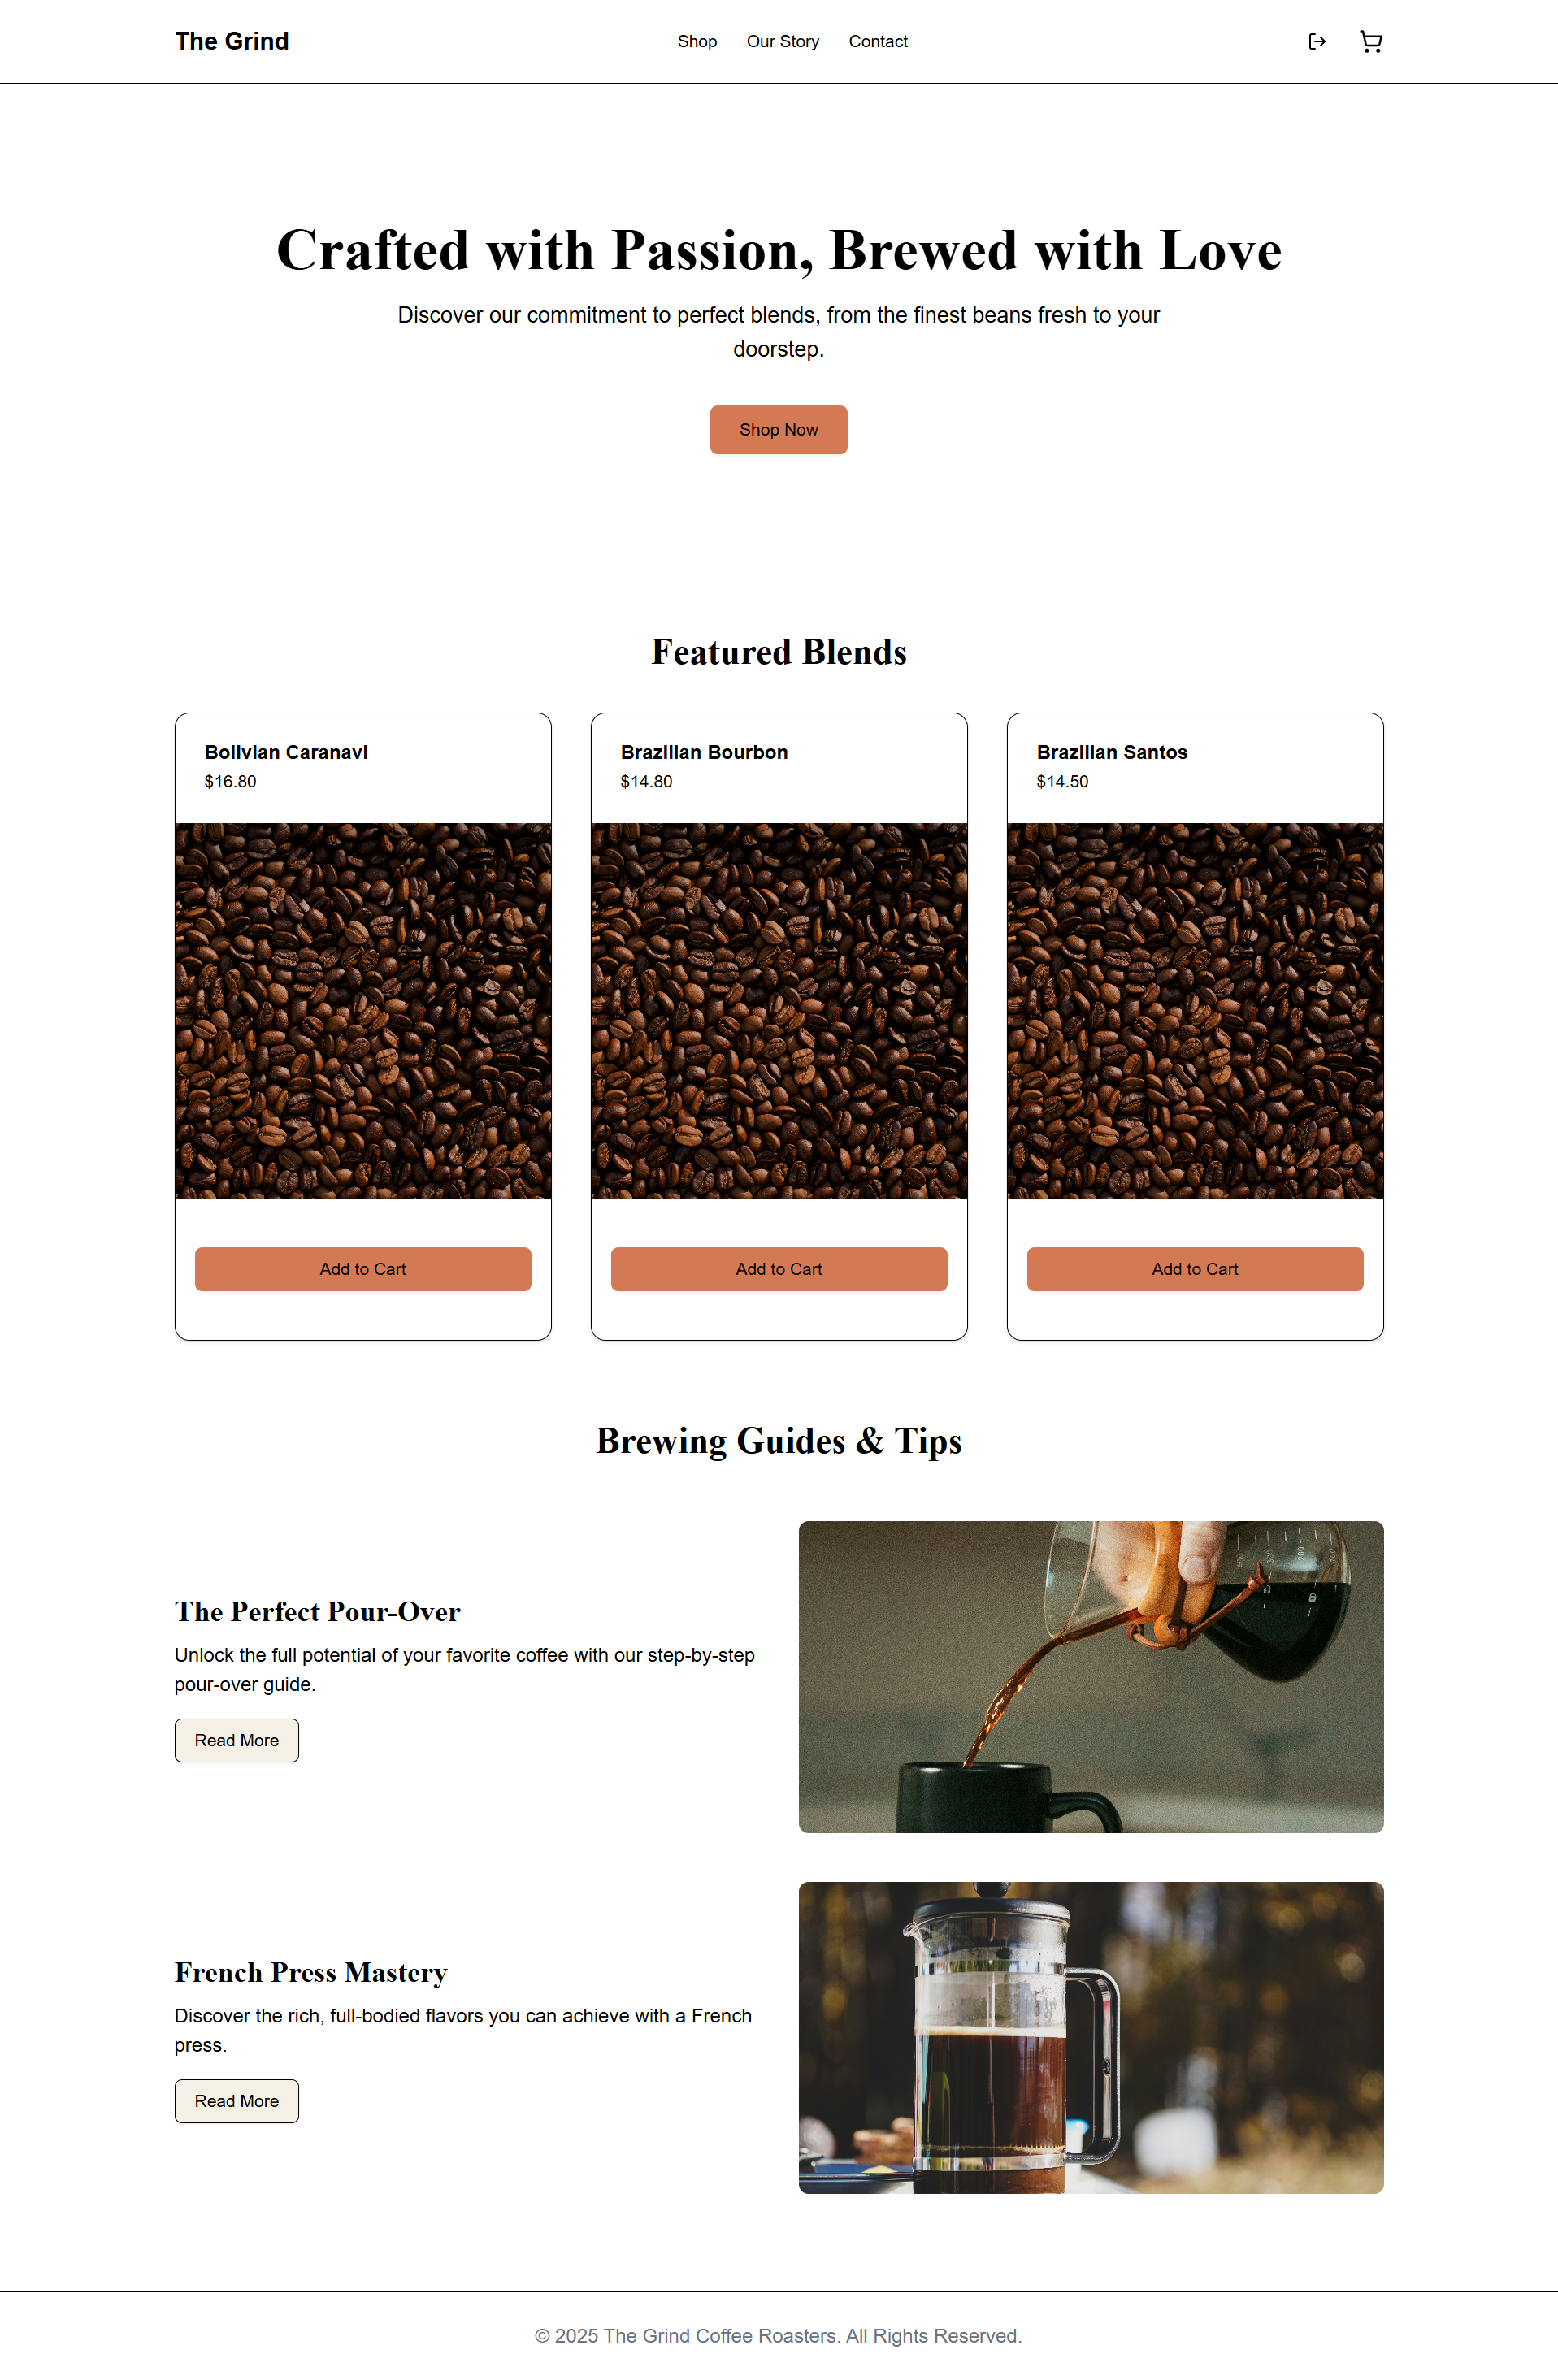 The Grind
Shop
Our Story
Contact
Crafted with Passion, Brewed with Love
Discover our commitment to perfect blends, from the finest beans fresh to your
doorstep.
Shop Now
Featured Blends
Bolivian Caranavi
$16.80
Add to Cart
Brazilian Bourbon
$14.80
Add to Cart
Brazilian Santos
$14.50
Add to Cart
Brewing Guides & Tips
The Perfect Pour-Over
Unlock the full potential of your favorite coffee with our step-by-step
pour-over guide.
Read More
200
French Press Mastery
Discover the rich, full-bodied flavors you can achieve with a French
press.
Read More
© 2025 The Grind Coffee Roasters. All Rights Reserved.